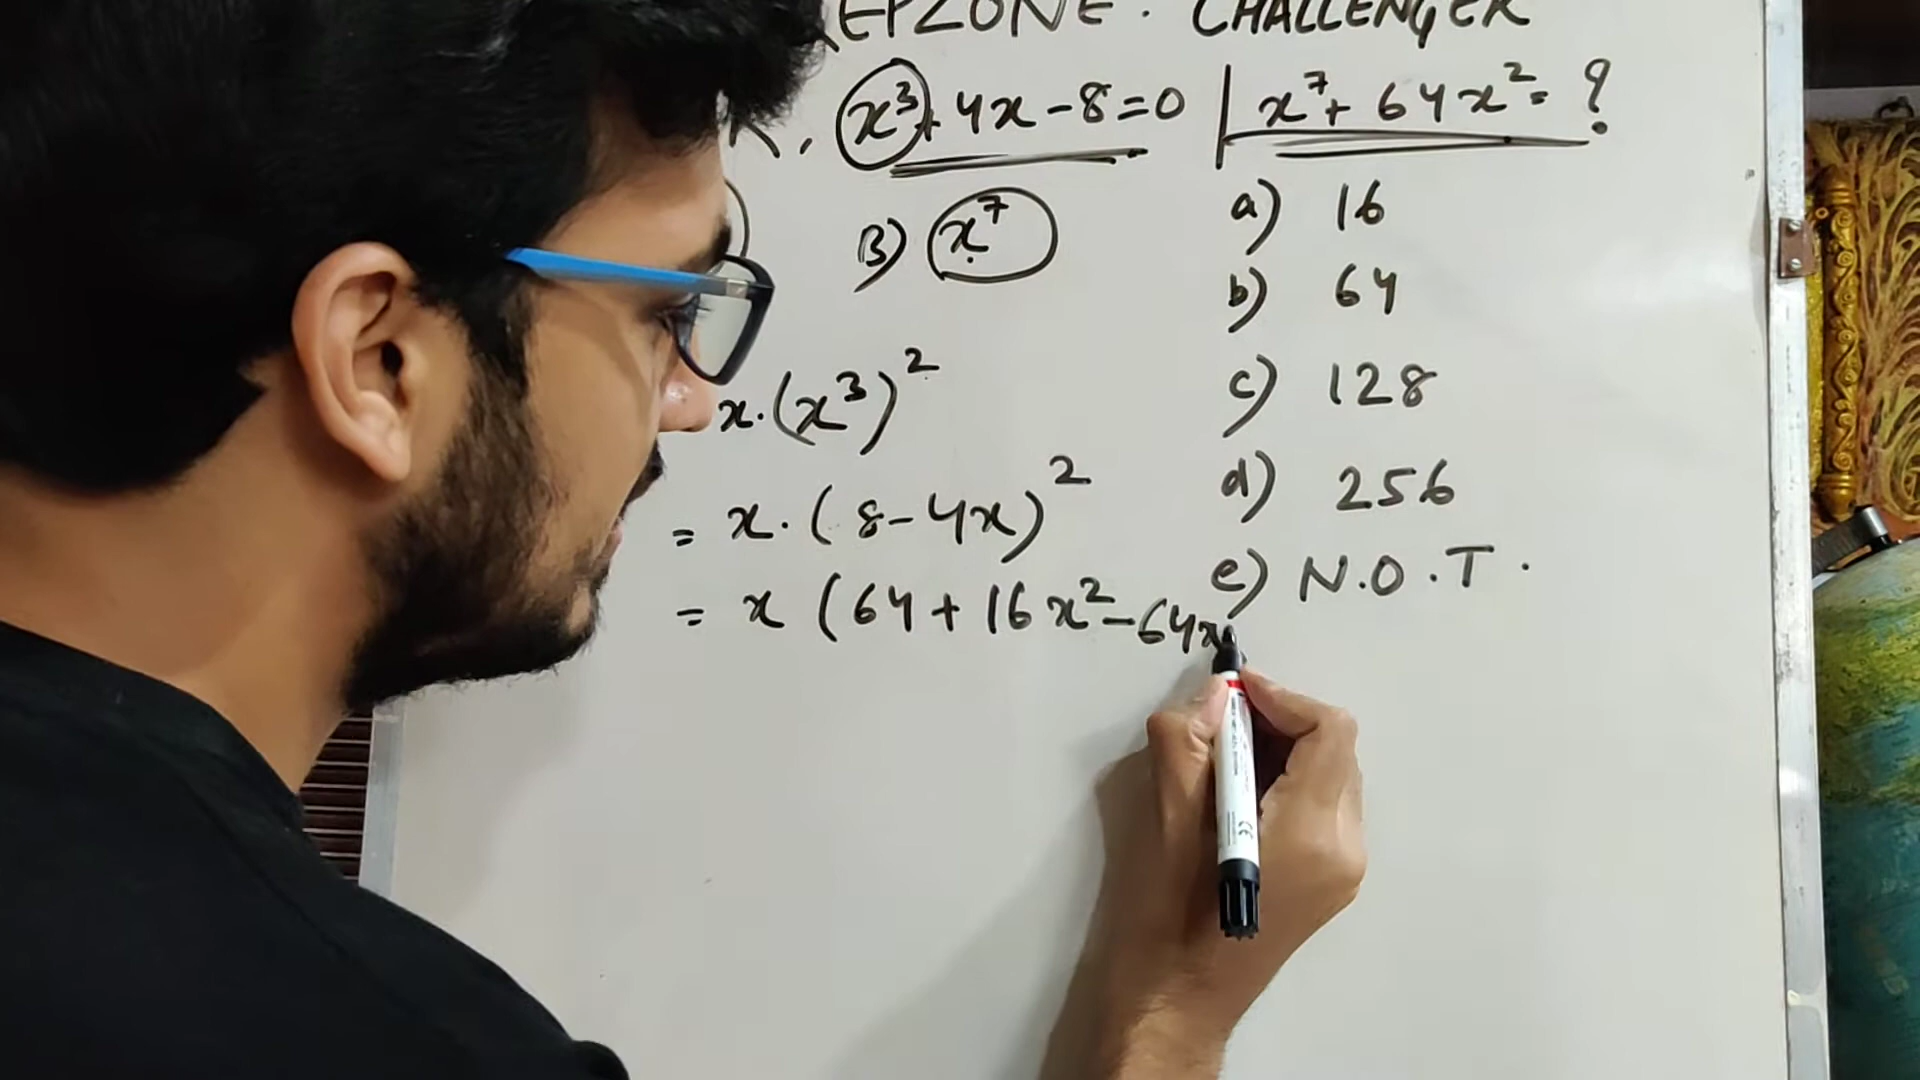 EPZONE. CHALLENGER
x³ + 4x - 8 = 0 | x⁷ + 64x² = ?
B) x⁷
a) 16
b) 64
c) 128
d) 256
e) N.O.T.
x.(x³)²
= x.(8 - 4x)²
= x (64 + 16x² - 64x